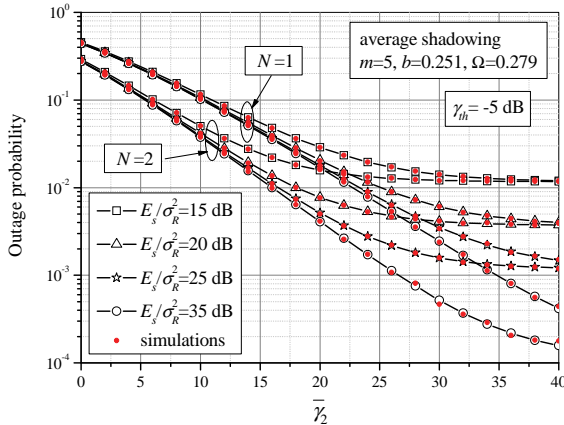 10^0
10^-1
10^-2
10^-3
10^-4
Outage probability
N=1
N=2
average shadowing
m=5, b=0.251, Ω=0.279
γ_th= -5 dB
E_s/σ_R^2=15 dB
E_s/σ_R^2=20 dB
E_s/σ_R^2=25 dB
E_s/σ_R^2=35 dB
simulations
0 5 10 15 20 25 30 35 40
γ̅_2